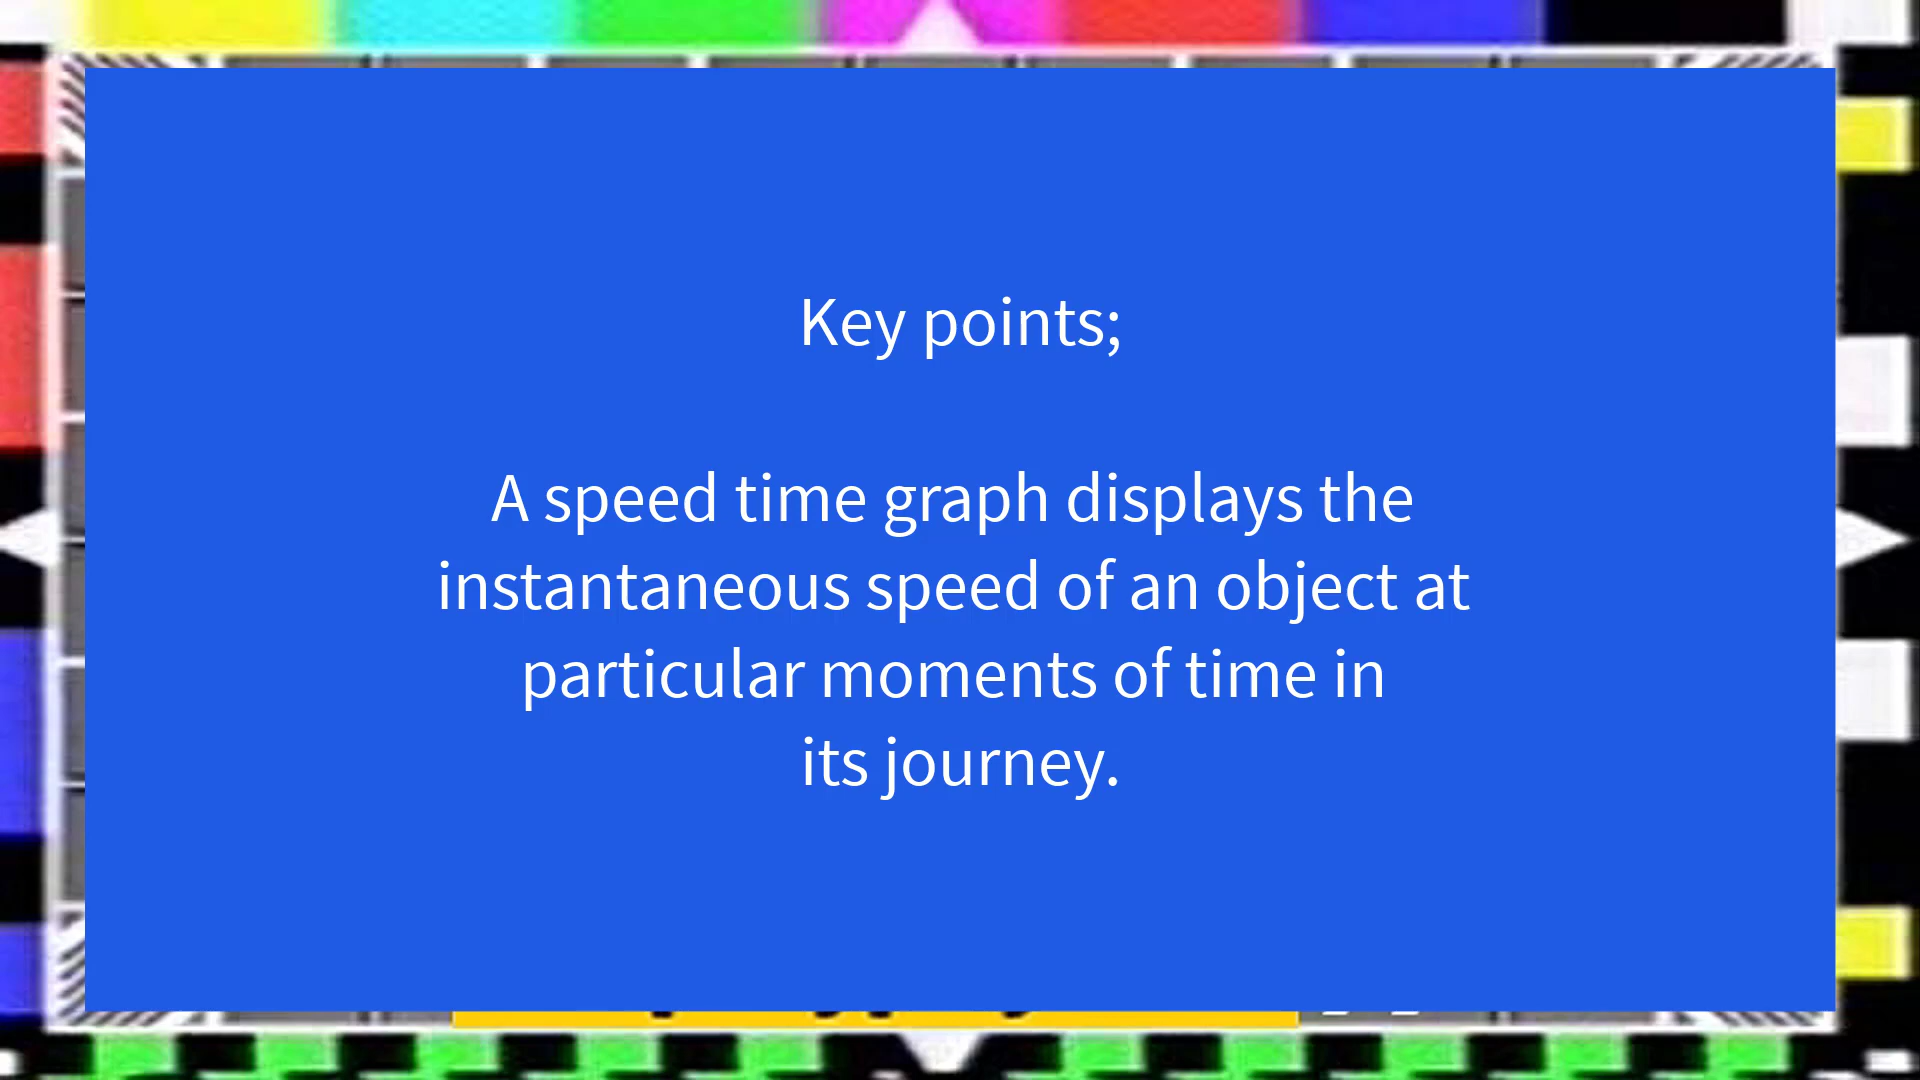 Key points;
A speed time graph displays the
instantaneous speed of an object at
particular moments of time in
its journey.